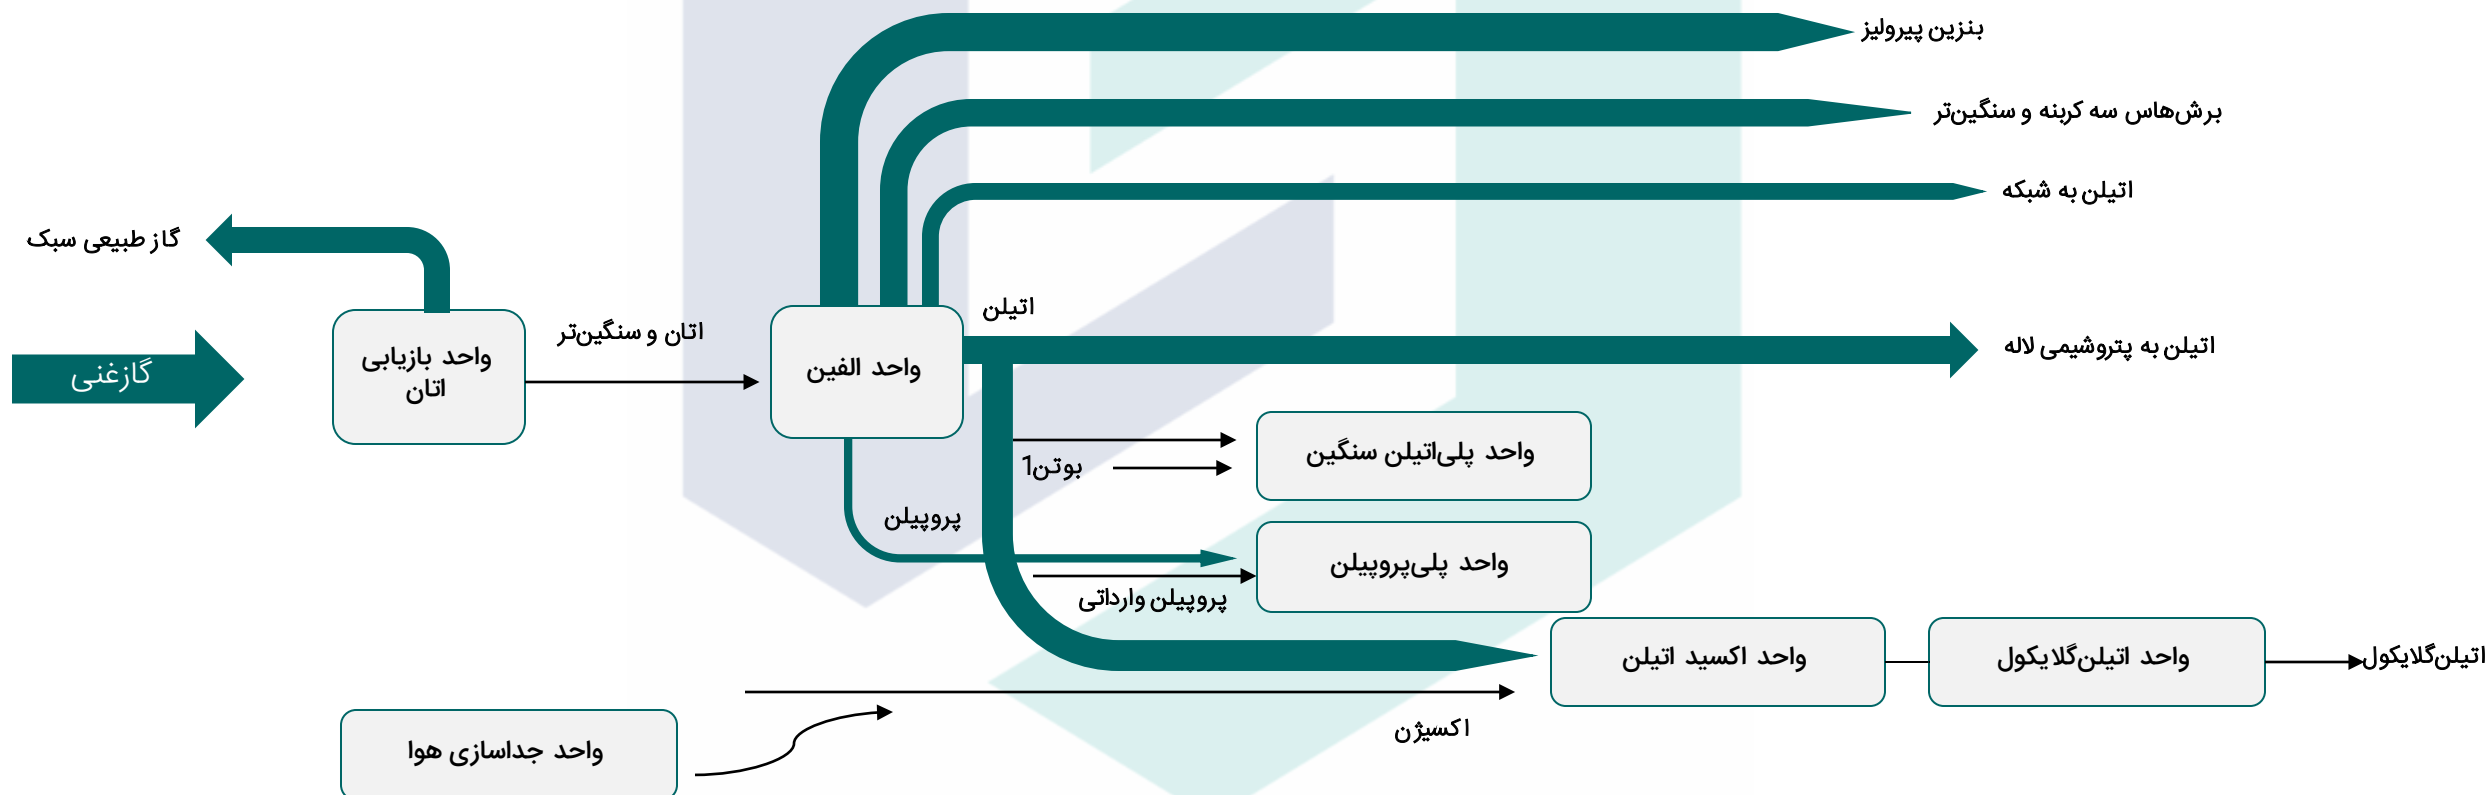 بنزین پیرولیز
برش‌هاس سه کربنه و سنگین‌تر
اتیلن به شبکه
گاز طبیعی سبک
اتیلن
اتان و سنگین‌تر
اتیلن به پتروشیمی لاله
گازغنی
واحد بازیابی
اتان
واحد الفین
واحد پلی‌اتیلن سنگین
بوتن1
پروپیلن
واحد پلی‌پروپیلن
پروپیلن وارداتی
واحد اکسید اتیلن
واحد اتیلن‌گلایکول
اتیلن‌گلایکول
اکسیژن
واحد جداسازی هوا